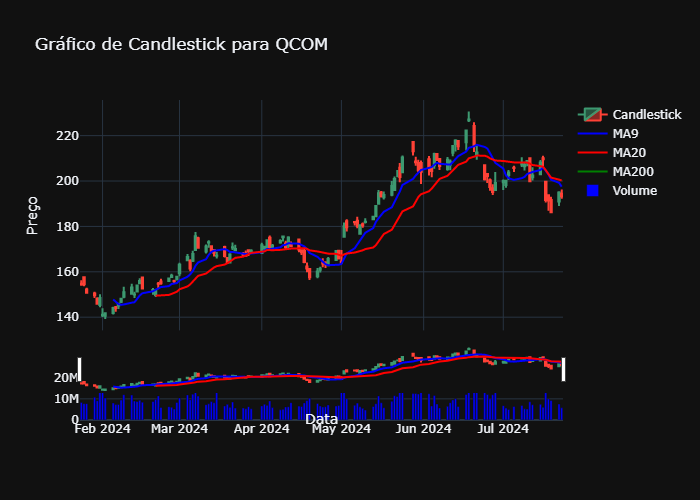 Gráfico de Candlestick para QCOM
Candlestick
MA9
MA20
MA200
Volume
Preço
220
200
180
160
140
20M
10M
0
Feb 2024
Mar 2024
Apr 2024
May 2024
Jun 2024
Jul 2024
Data